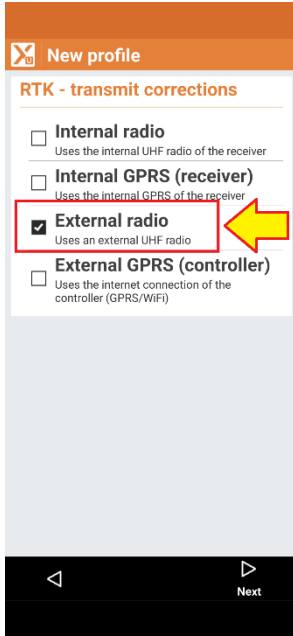 Xu New profile
RTK - transmit corrections
Internal radio
Uses the internal UHF radio of the receiver
Internal GPRS (receiver)
Uses the internal GPRS of the receiver
External radio
Uses an external UHF radio
External GPRS (controller)
Uses the internet connection of the
controller (GPRS/WiFi)
Next